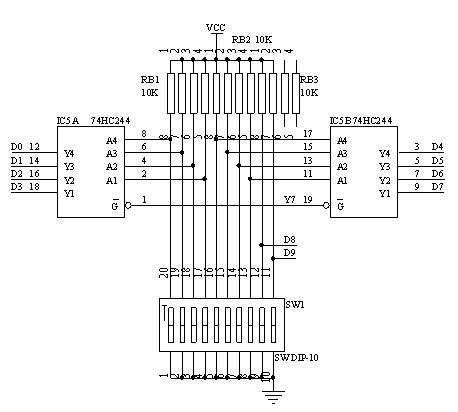 VCC
RB2 10K
1 2 3 4 1 2 3 4 1 2 3 4
RB1
10K
RB3
10K
8 7 6 5 8 7 6 5 8 7 6 5
IC5A 74HC244
IC5B74HC244
D0 12 Y4 A4 8
D1 14 Y3 A3 6
D2 16 Y2 A2 4
D3 18 Y1 A1 2
G 1
17 A4 Y4 3 D4
15 A3 Y3 5 D5
13 A2 Y2 7 D6
11 A1 Y1 9 D7
Y7 19 G
D8
D9
20 19 18 17 16 15 14 13 12 11
SW1
SWDIP-10
1 2 3 4 5 6 7 8 9 10